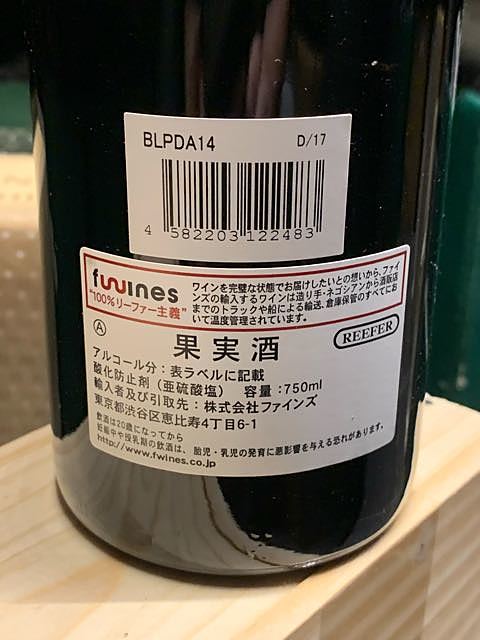 BLPDA14 D/17
4 582203 122483
fwines
"100%リーファー主義"
ワインを完璧な状態でお届けしたいとの想いから、ファイ
ンズの輸入するワインは造り手・ネゴシアンから酒販店
までのトラックや船による輸送、倉庫保管のすべてにお
いて温度管理されています。
A
果実酒
REEFER
アルコール分：表ラベルに記載
酸化防止剤（亜硫酸塩） 容量：750ml
輸入者及び引取先：株式会社ファインズ
東京都渋谷区恵比寿4丁目6-1
飲酒は20歳になってから
妊娠中や授乳期の飲酒は、胎児・乳児の発育に悪影響を与える恐れがあります。
http://www.fwines.co.jp